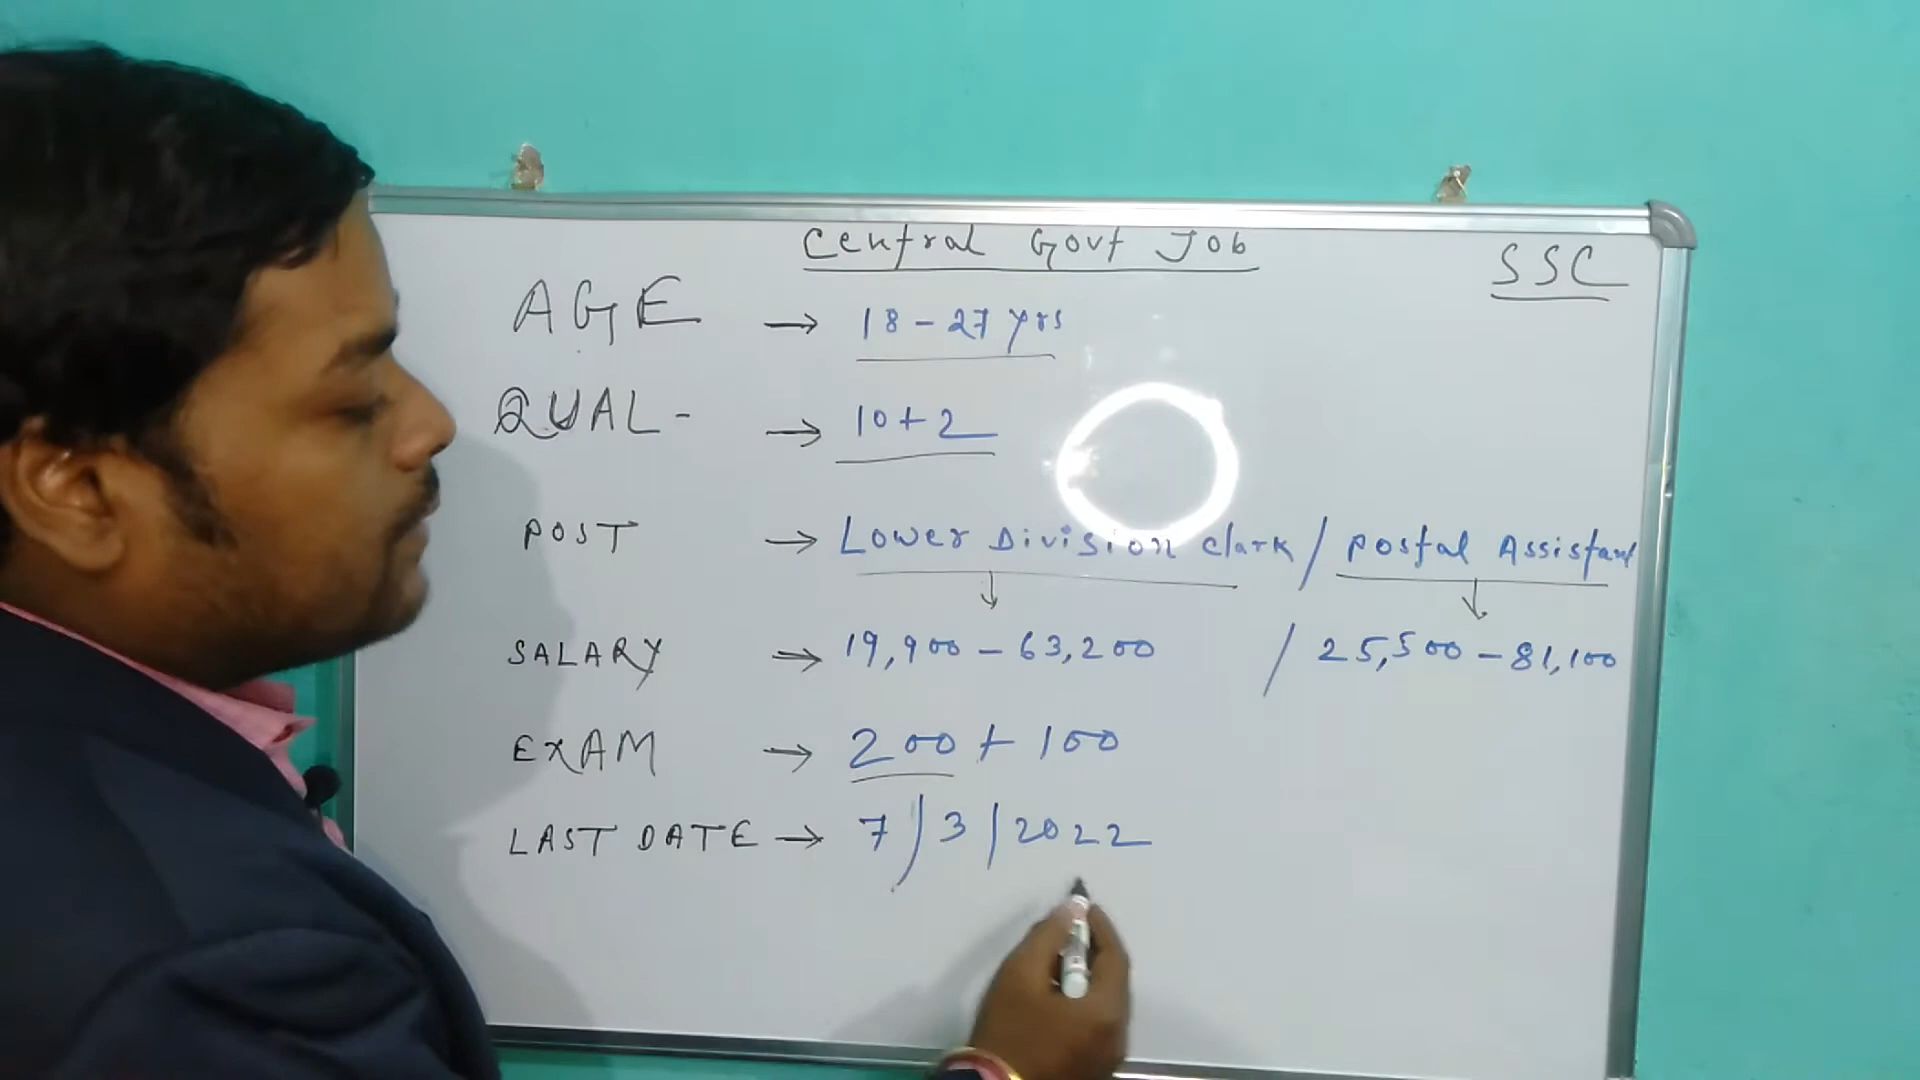 Central Govt Job
SSC
AGE → 18 - 27 yrs
QUAL - → 10 + 2
POST → Lower Division Clark / Postal Assistant
SALARY → 19,900 - 63,200 / 25,500 - 81,100
EXAM → 200 + 100
LAST DATE → 7/3/2022